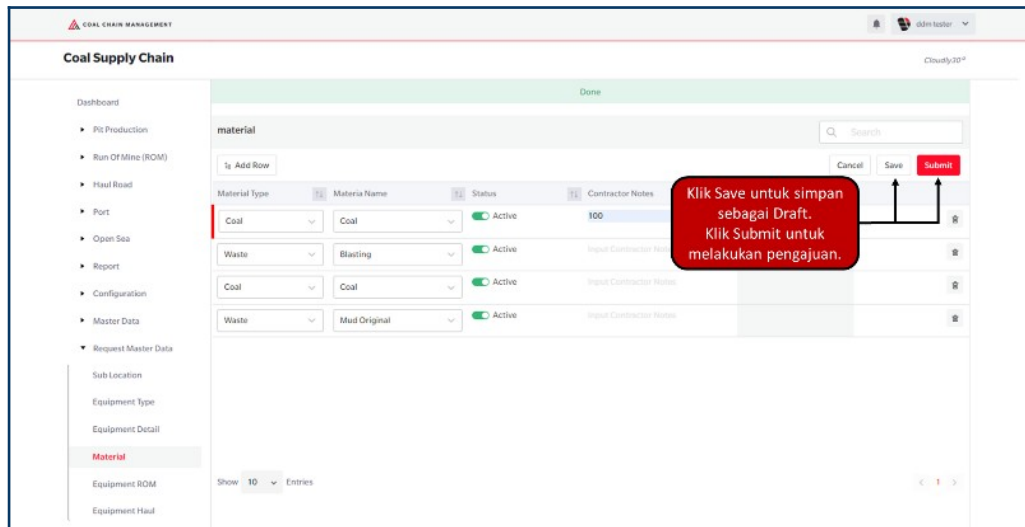 COAL CHAIN MANAGEMENT
ddm tester
Coal Supply Chain
Cloudly30
Dashboard
Done
Pit Production
material
Search
Run Of Mine (ROM)
Add Row
Cancel Save Submit
Haul Road
Material Type Materia Name Status Contractor Notes
Port
Coal Coal Active 100
Open Sea
Waste Blasting Active Input Contractor Notes
Report
Coal Coal Active Input Contractor Notes
Configuration
Waste Mud Original Active Input Contractor Notes
Master Data
Klik Save untuk simpan
sebagai Draft.
Klik Submit untuk
melakukan pengajuan.
Request Master Data
Sub Location
Equipment Type
Equipment Detail
Material
Equipment ROM
Equipment Haul
Show 10 Entries
1